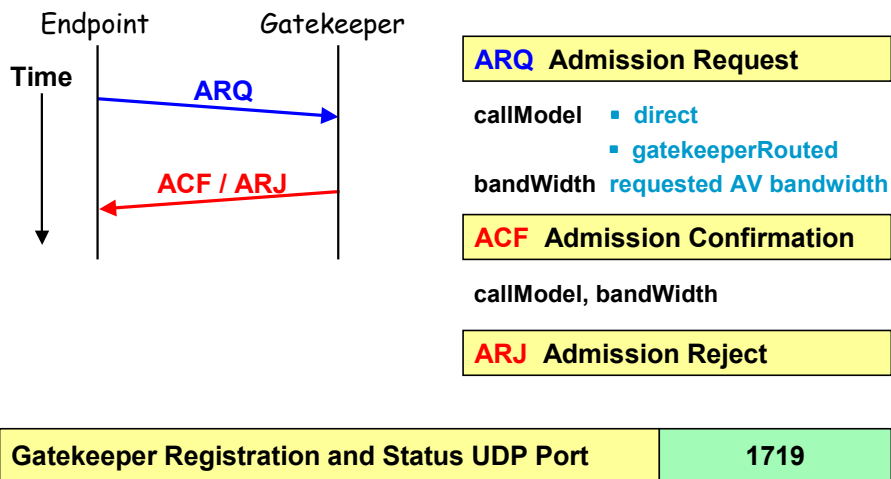 Endpoint Gatekeeper
Time
ARQ
ACF / ARJ
ARQ Admission Request
callModel ▪ direct
▪ gatekeeperRouted
bandWidth requested AV bandwidth
ACF Admission Confirmation
callModel, bandWidth
ARJ Admission Reject
Gatekeeper Registration and Status UDP Port 1719